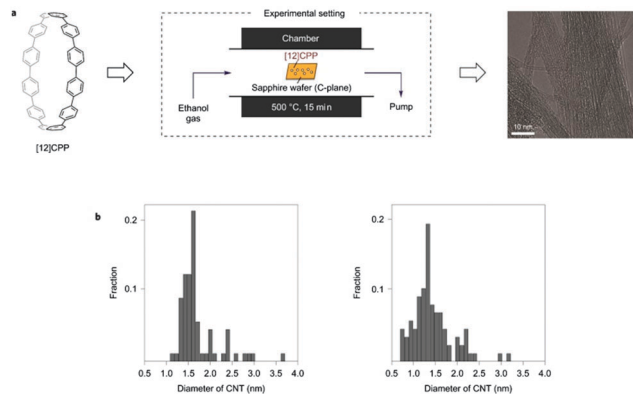 a
Experimental setting
Chamber
[12]CPP
Sapphire wafer (C-plane)
Ethanol
gas
Pump
500 °C, 15 min
10 nm
[12]CPP
b
0.2
0.1
Fraction
0.5 1.0 1.5 2.0 2.5 3.0 3.5 4.0
Diameter of CNT (nm)
0.2
0.1
Fraction
0.5 1.0 1.5 2.0 2.5 3.0 3.5 4.0
Diameter of CNT (nm)